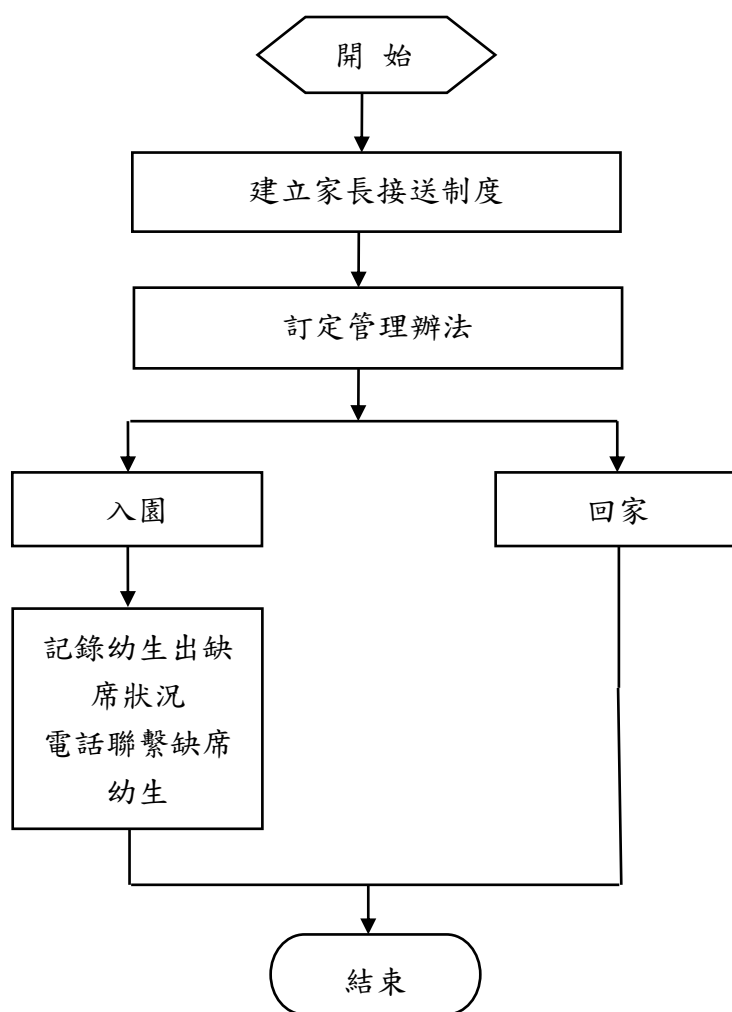 開 始
建立家長接送制度
訂定管理辦法
入園
回家
記錄幼生出缺
席狀況
電話聯繫缺席
幼生
結束